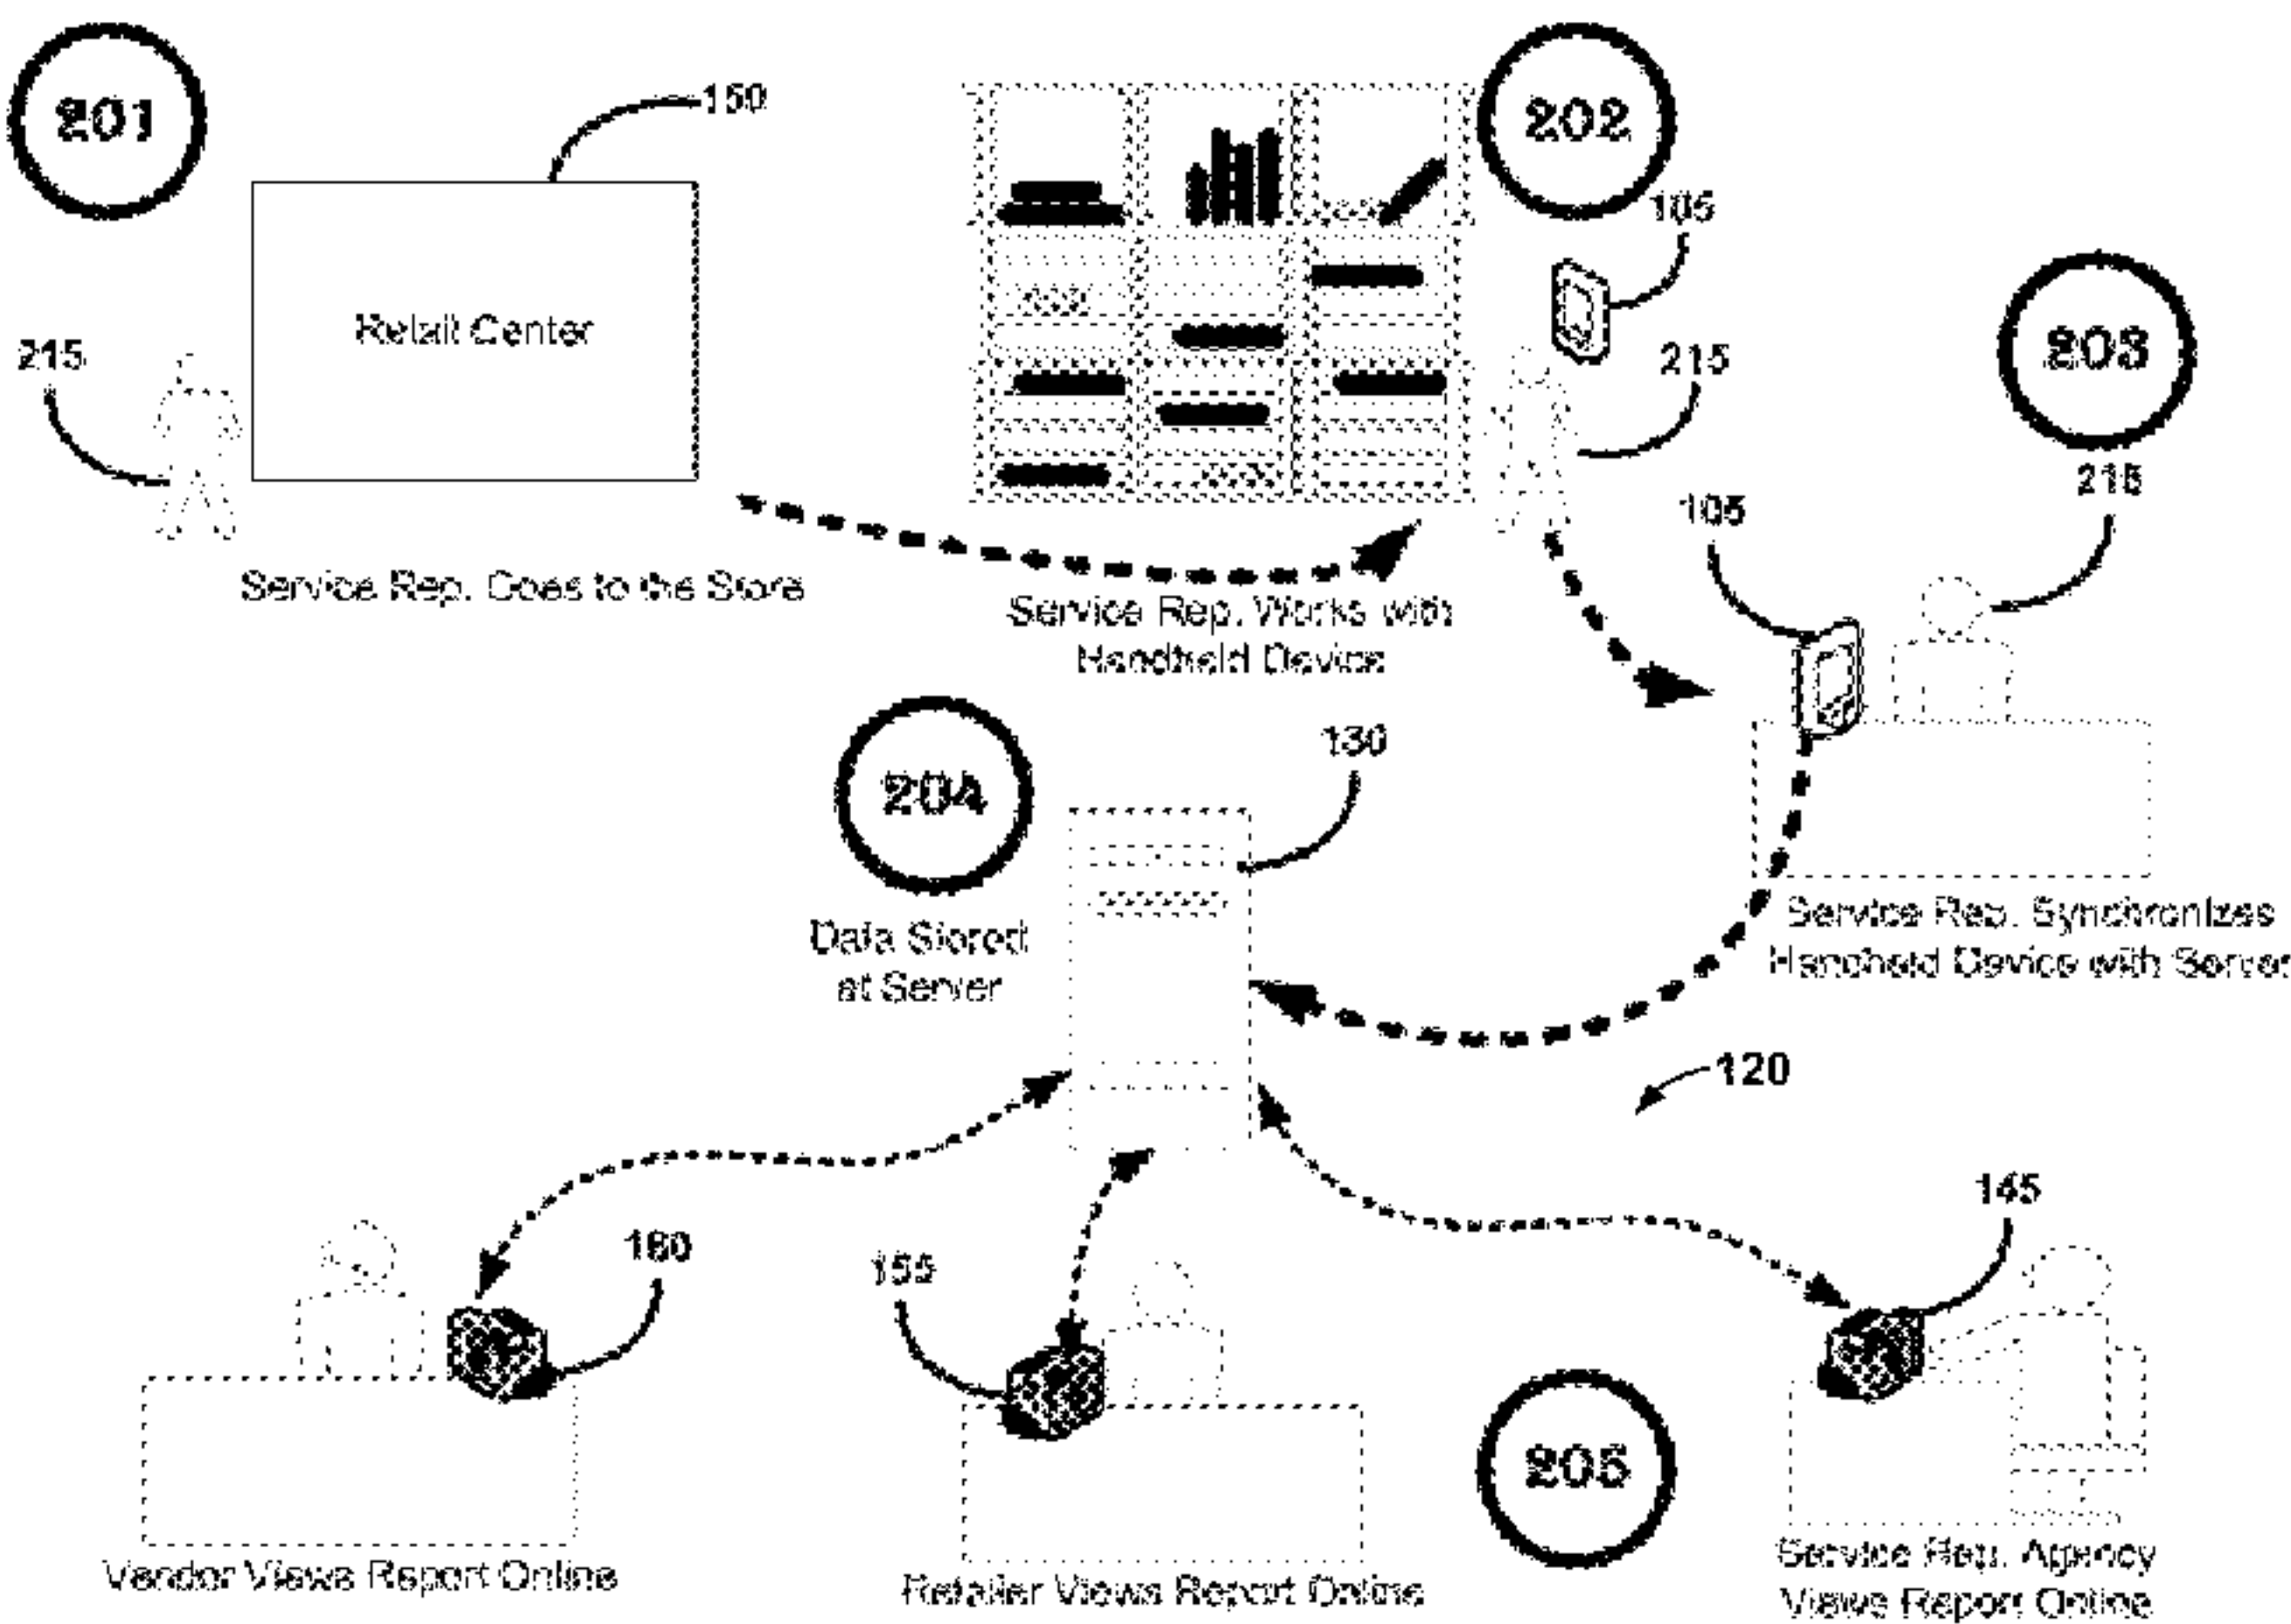 201
150
202
105
Retail Center
215
215
203
215
105
Service Rep. Goes to the Store
Service Rep. Works with
Handheld Device
204
130
Data Stored
at Server
Service Rep. Synchronizes
Handheld Device with Server
120
145
160
155
205
Vendor Views Report Online
Retailer Views Report Online
Service Rep. Agency
Views Report Online